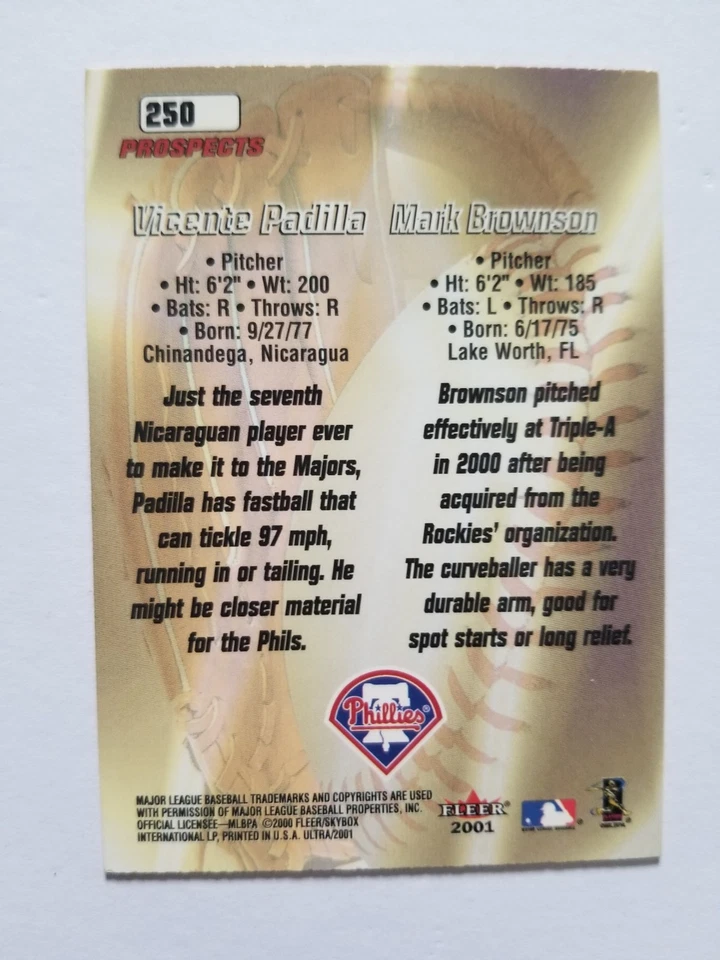 250
PROSPECTS
Vicente Padilla
• Pitcher
• Ht: 6'2" • Wt: 200
• Bats: R • Throws: R
• Born: 9/27/77
Chinandega, Nicaragua
Just the seventh
Nicaraguan player ever
to make it to the Majors,
Padilla has fastball that
can tickle 97 mph,
running in or tailing. He
might be closer material
for the Phils.
Mark Brownson
• Pitcher
• Ht: 6'2" • Wt: 185
• Bats: L • Throws: R
• Born: 6/17/75
Lake Worth, FL
Brownson pitched
effectively at Triple-A
in 2000 after being
acquired from the
Rockies' organization.
The curveballer has a very
durable arm, good for
spot starts or long relief.
Phillies®
MAJOR LEAGUE BASEBALL TRADEMARKS AND COPYRIGHTS ARE USED
WITH PERMISSION OF MAJOR LEAGUE BASEBALL PROPERTIES, INC.
OFFICIAL LICENSEE—MLBPA ©2000 FLEER/SKYBOX
INTERNATIONAL LP, PRINTED IN U.S.A. ULTRA/2001
FLEER®
2001